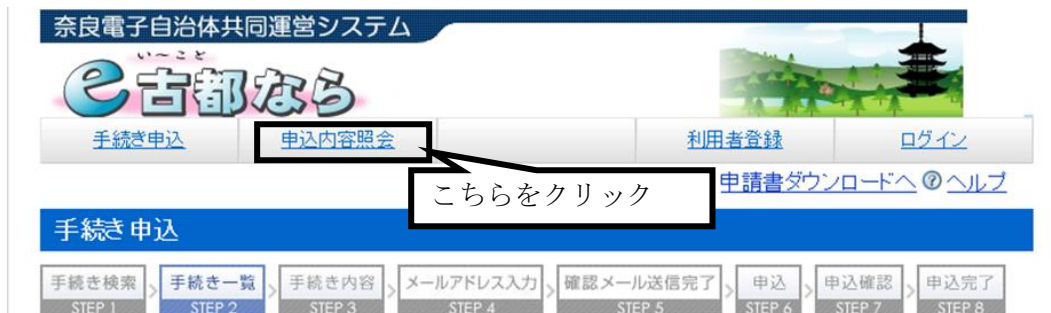 奈良電子自治体共同運営システム
い～こと
e古都なら
手続き申込 申込内容照会 利用者登録 ログイン
こちらをクリック
申請書ダウンロードへ ? ヘルプ
手続き申込
手続き検索 > 手続き一覧 > 手続き内容 > メールアドレス入力 > 確認メール送信完了 > 申込 > 申込確認 > 申込完了
STEP 1 STEP 2 STEP 3 STEP 4 STEP 5 STEP 6 STEP 7 STEP 8